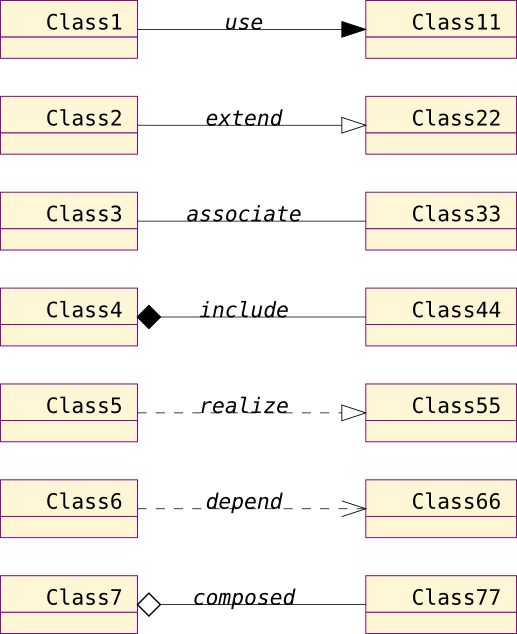 Class1 use Class11
Class2 extend Class22
Class3 associate Class33
Class4 include Class44
Class5 realize Class55
Class6 depend Class66
Class7 composed Class77